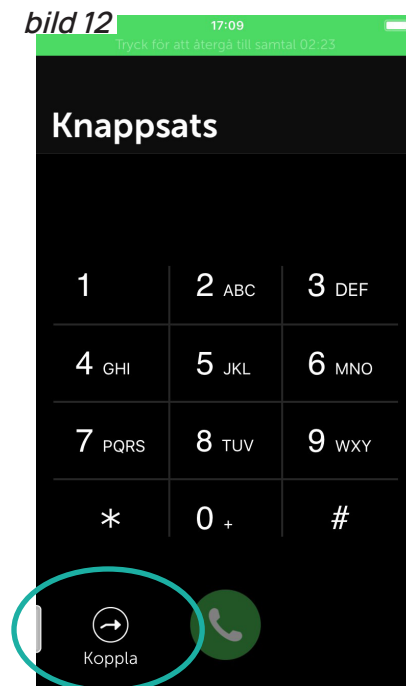 bild 12
17:09
Tryck för att återgå till samtal 02:23
Knappsats
1 2 ABC 3 DEF
4 GHI 5 JKL 6 MNO
7 PQRS 8 TUV 9 WXY
* 0 + #
Koppla